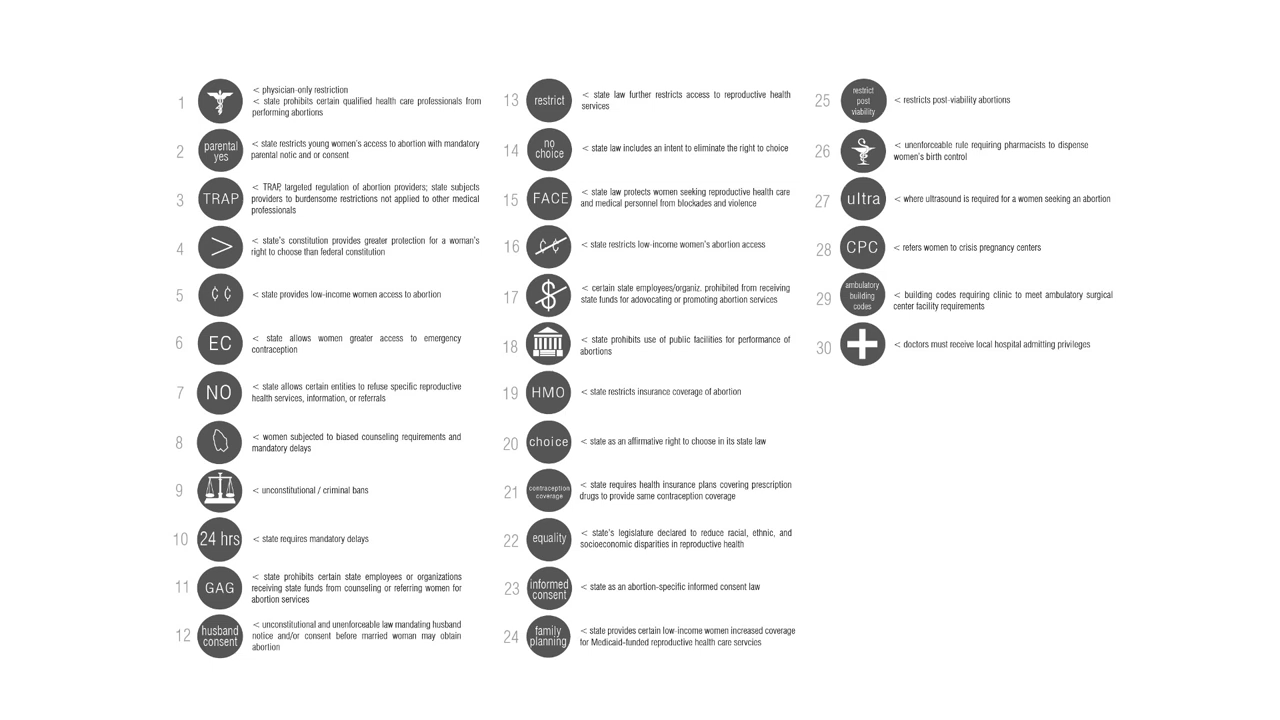 1
< physician-only restriction
< state prohibits certain qualified health care professionals from
performing abortions
2
parental
yes
< state restricts young women's access to abortion with mandatory
parental notic and or consent
3
TRAP
< TRAP, targeted regulation of abortion providers; state subjects
providers to burdensome restrictions not applied to other medical
professionals
4
>
< state's constitution provides greater protection for a woman's
right to choose than federal constitution
5
¢ ¢
< state provides low-income women access to abortion
6
EC
< state allows women greater access to emergency
contraception
7
NO
< state allows certain entities to refuse specific reproductive
health services, information, or referrals
8
< women subjected to biased counseling requirements and
mandatory delays
9
< unconstitutional / criminal bans
10
24 hrs
< state requires mandatory delays
11
GAG
< state prohibits certain state employees or organizations
receiving state funds from counseling or referring women for
abortion services
12
husband
consent
< unconstitutional and unenforceable law mandating husband
notice and/or consent before married woman may obtain
abortion
13
restrict
< state law further restricts access to reproductive health
services
14
no
choice
< state law includes an intent to eliminate the right to choice
15
FACE
< state law protects women seeking reproductive health care
and medical personnel from blockades and violence
16
¢¢
< state restricts low-income women's abortion access
17
$
< certain state employees/organiz. prohibited from receiving
state funds for adovocating or promoting abortion services
18
< state prohibits use of public facilities for performance of
abortions
19
HMO
< state restricts insurance coverage of abortion
20
choice
< state as an affirmative right to choose in its state law
21
contraception
coverage
< state requires health insurance plans covering prescription
drugs to provide same contraception coverage
22
equality
< state's legislature declared to reduce racial, ethnic, and
socioeconomic disparities in reproductive health
23
informed
consent
< state as an abortion-specific informed consent law
24
family
planning
< state provides certain low-income women increased coverage
for Medicaid-funded reproductive health care servcies
25
restrict
post
viability
< restricts post-viability abortions
26
< unenforceable rule requiring pharmacists to dispense
women's birth control
27
ultra
< where ultrasound is required for a women seeking an abortion
28
CPC
< refers women to crisis pregnancy centers
29
ambulatory
building
codes
< building codes requiring clinic to meet ambulatory surgical
center facility requirements
30
< doctors must receive local hospital admitting privileges